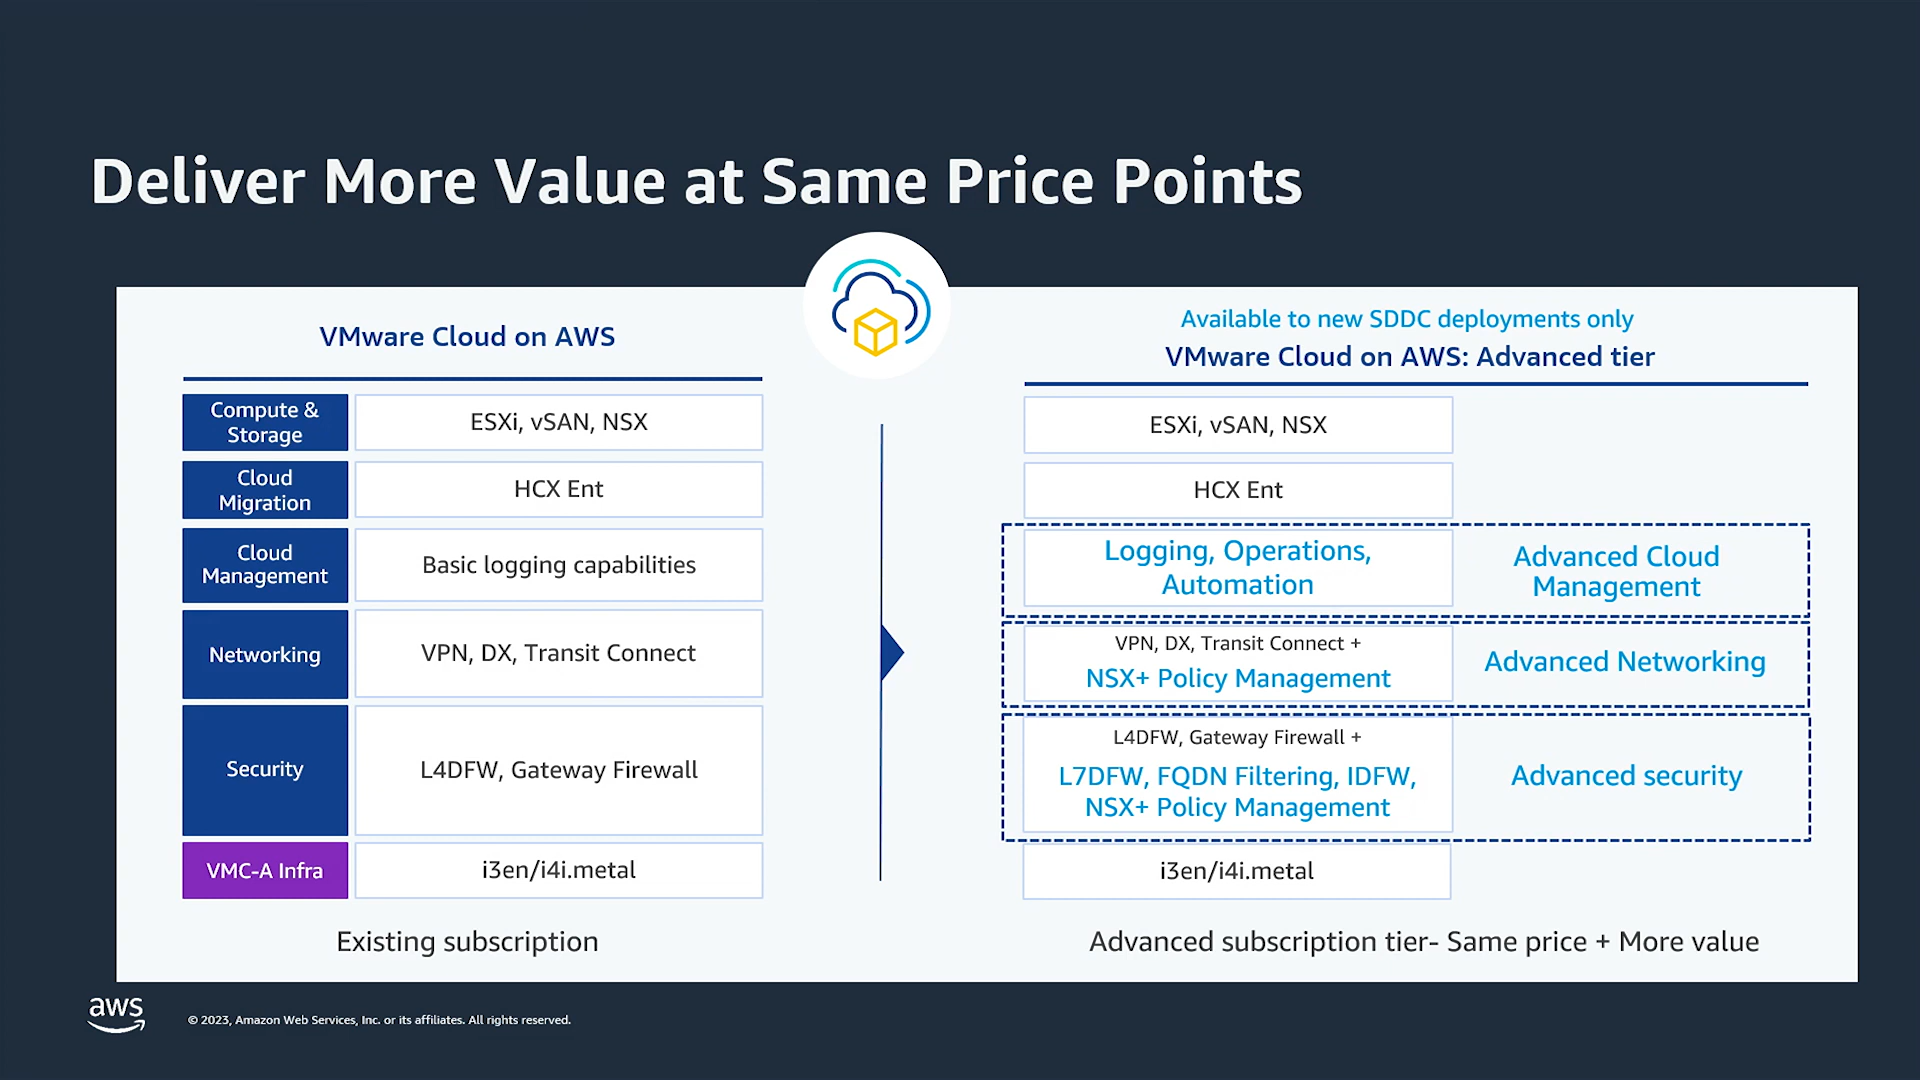 Deliver More Value at Same Price Points
VMware Cloud on AWS
Compute &
Storage
ESXi, vSAN, NSX
Cloud
Migration
HCX Ent
Cloud
Management
Basic logging capabilities
Networking
VPN, DX, Transit Connect
Security
L4DFW, Gateway Firewall
VMC-A Infra
i3en/i4i.metal
Existing subscription
Available to new SDDC deployments only
VMware Cloud on AWS: Advanced tier
ESXi, vSAN, NSX
HCX Ent
Logging, Operations,
Automation
Advanced Cloud
Management
VPN, DX, Transit Connect +
NSX+ Policy Management
Advanced Networking
L4DFW, Gateway Firewall +
L7DFW, FQDN Filtering, IDFW,
NSX+ Policy Management
Advanced security
i3en/i4i.metal
Advanced subscription tier- Same price + More value
aws
© 2023, Amazon Web Services, Inc. or its affiliates. All rights reserved.